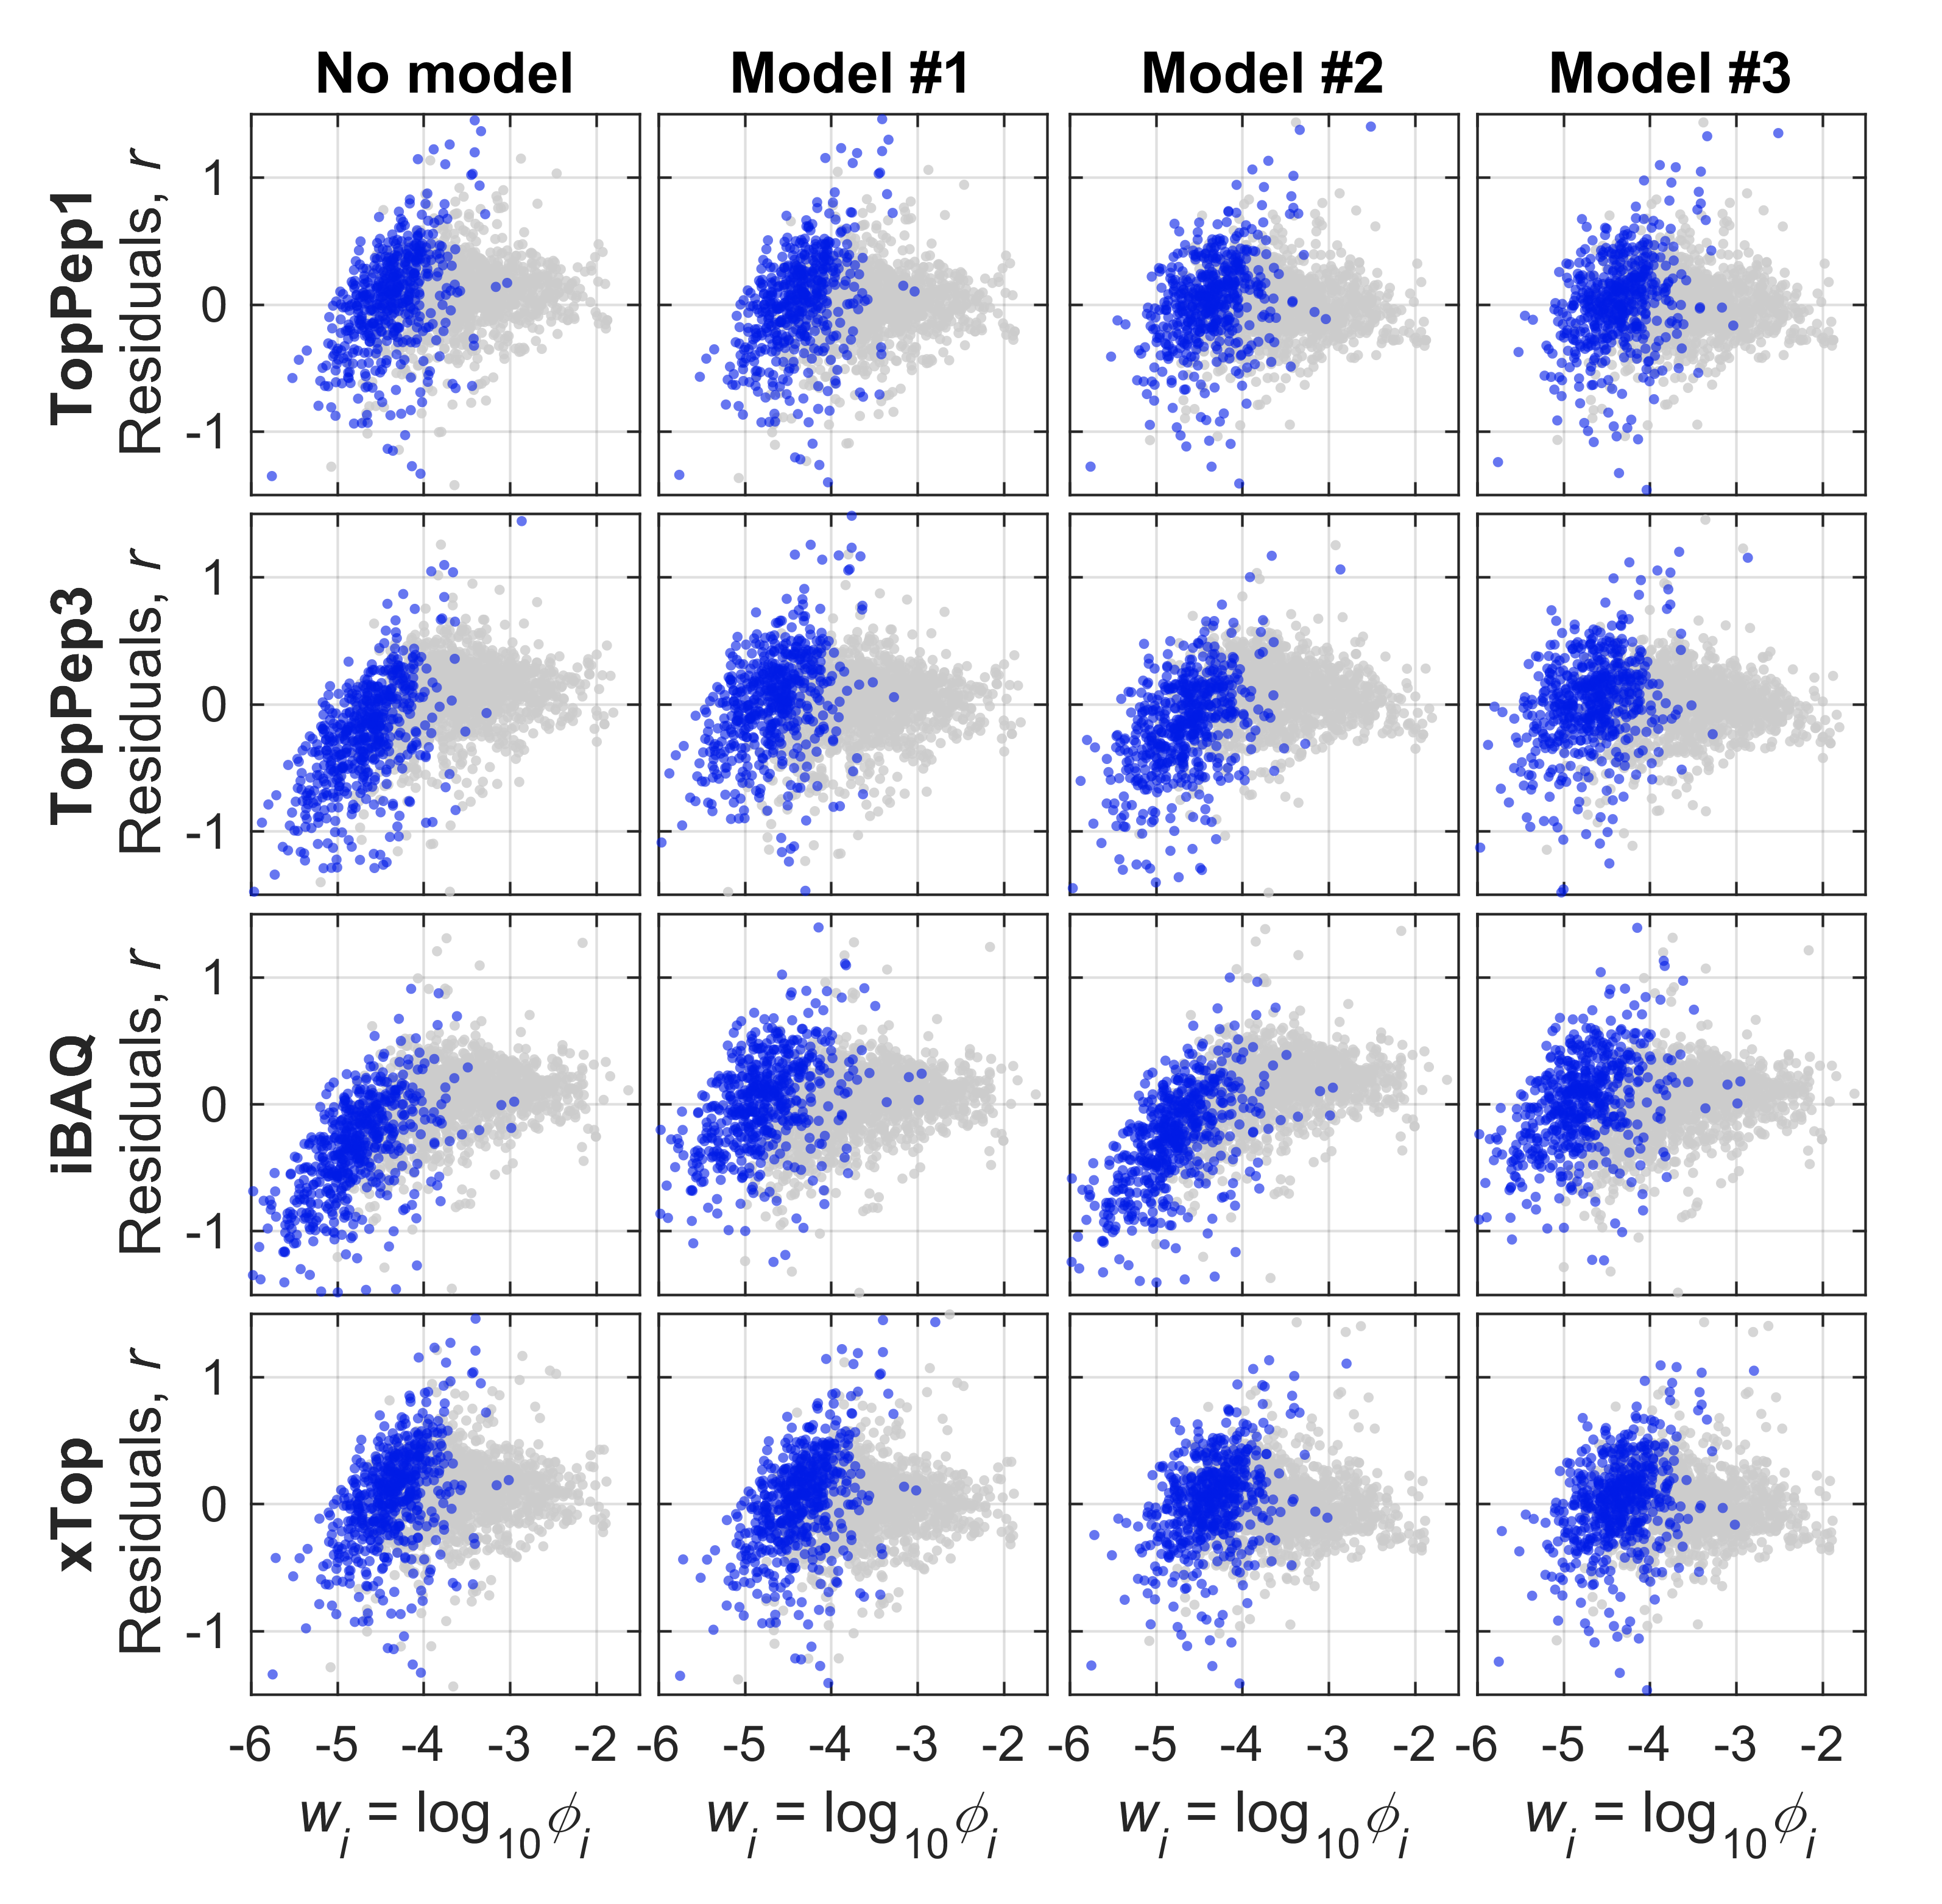 No model Model #1 Model #2 Model #3
TopPep1
Residuals, r
1
0
-1
TopPep3
Residuals, r
1
0
-1
iBAQ
Residuals, r
1
0
-1
xTop
Residuals, r
1
0
-1
-6 -5 -4 -3 -2 -6 -5 -4 -3 -2 -6 -5 -4 -3 -2 -6 -5 -4 -3 -2
wᵢ = log₁₀ϕᵢ wᵢ = log₁₀ϕᵢ wᵢ = log₁₀ϕᵢ wᵢ = log₁₀ϕᵢ